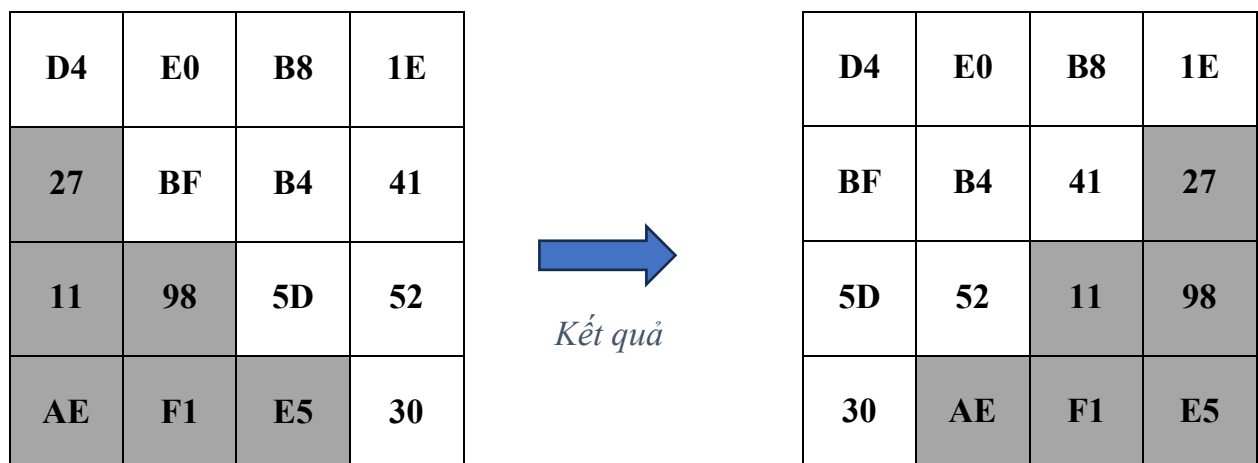 D4 E0 B8 1E
27 BF B4 41
11 98 5D 52
AE F1 E5 30
Kết quả
D4 E0 B8 1E
BF B4 41 27
5D 52 11 98
30 AE F1 E5